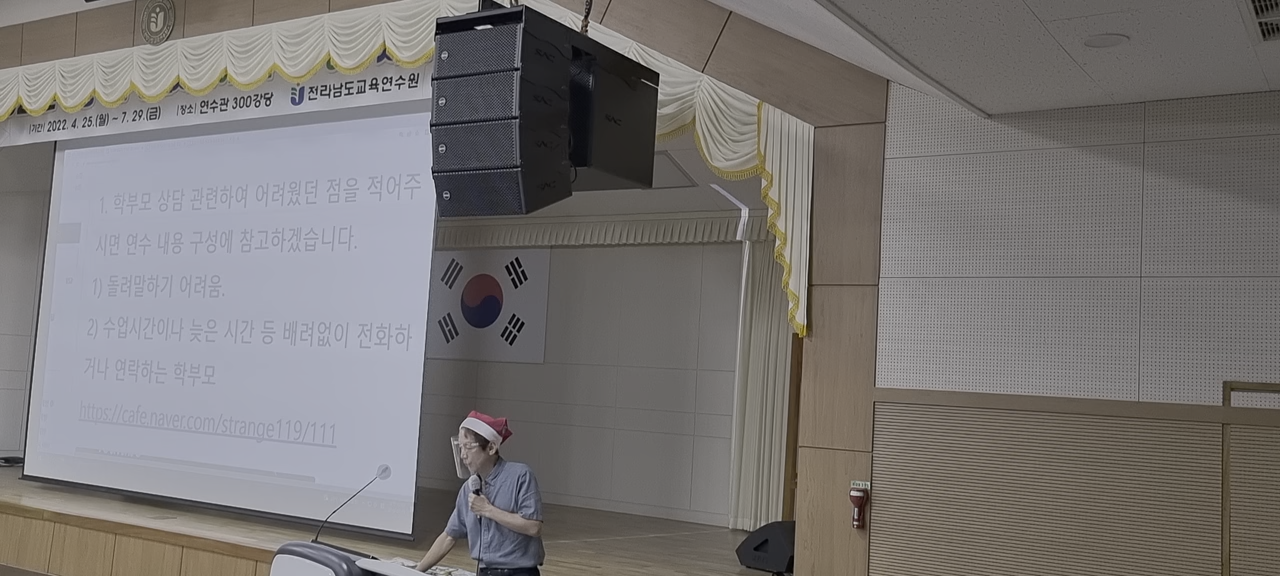 |기간| 2022. 4. 25.(월) ~ 7. 29.(금) |장소| 연수관 300강당 전라남도교육연수원
1. 학부모 상담 관련하여 어려웠던 점을 적어주
시면 연수 내용 구성에 참고하겠습니다.
1) 돌려말하기 어려움.
2) 수업시간이나 늦은 시간 등 배려없이 전화하
거나 연락하는 학부모
https://cafe.naver.com/strange119/111